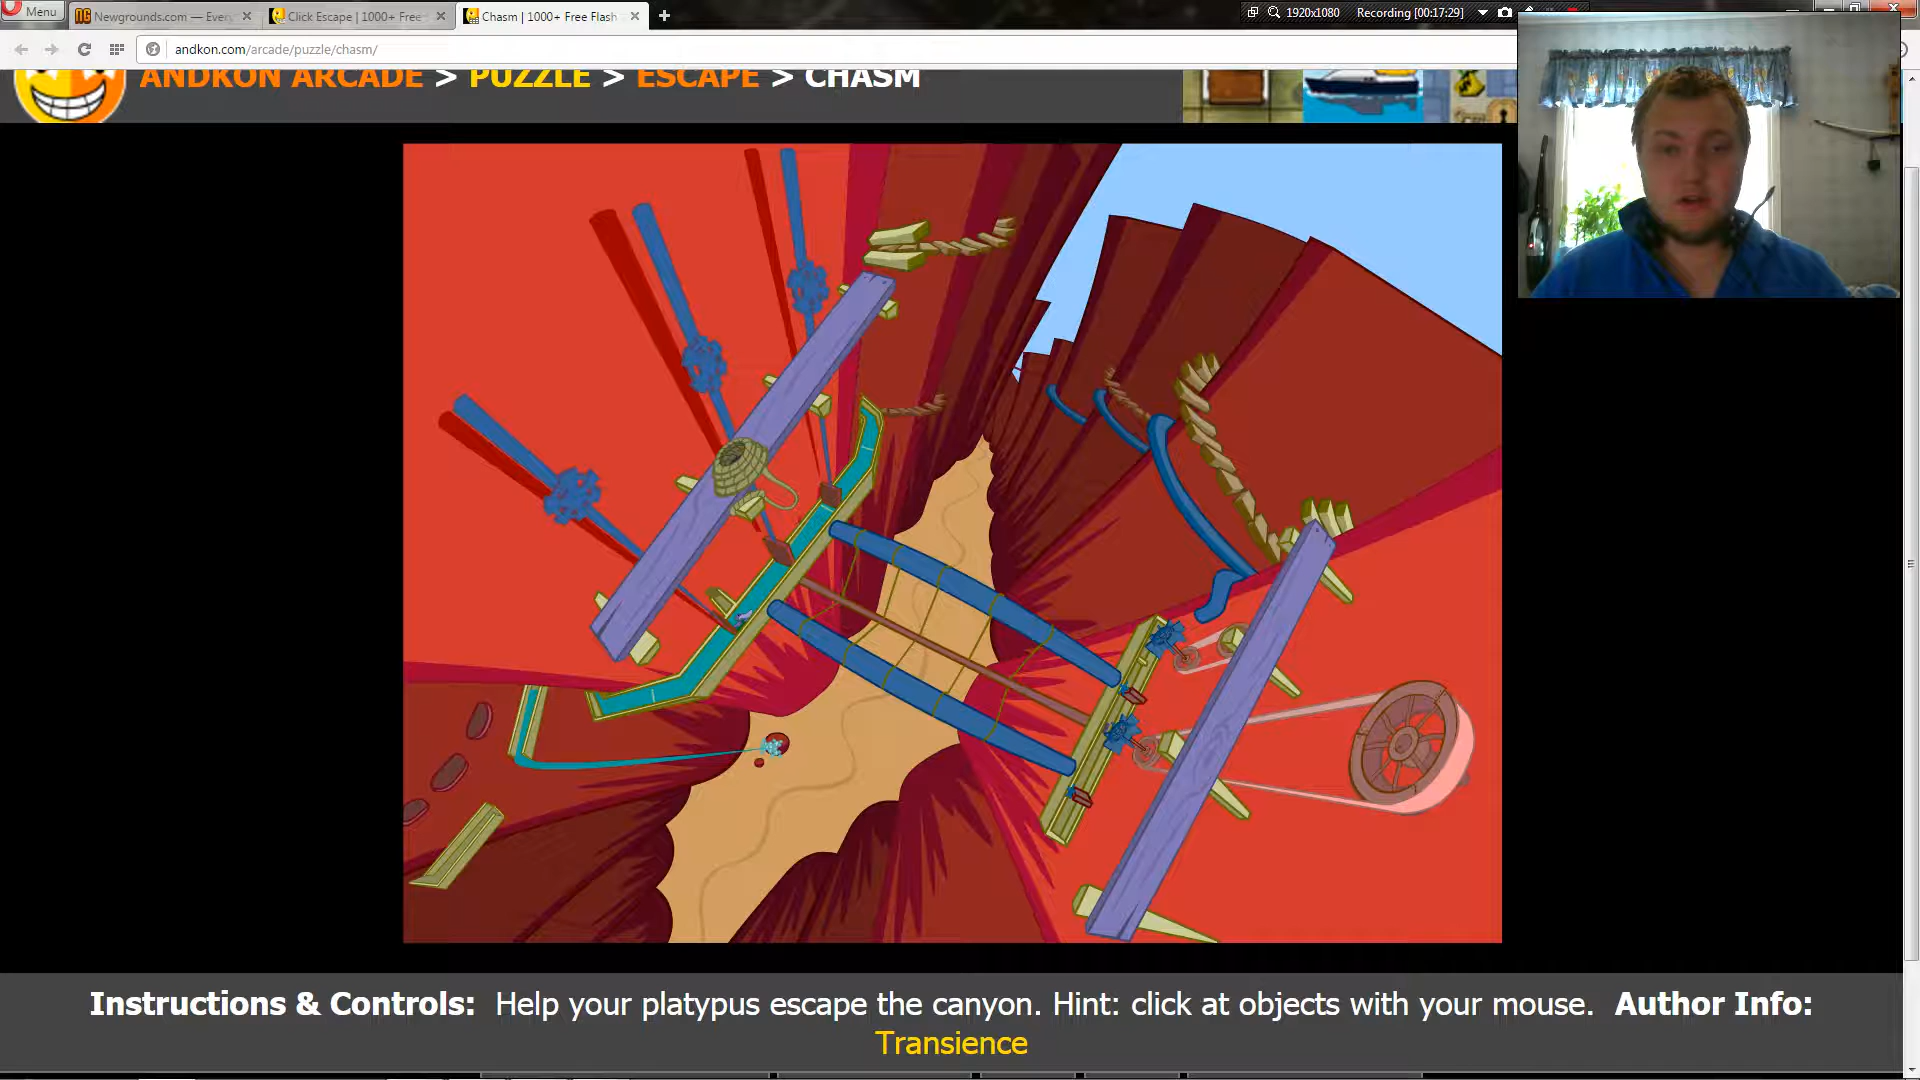 Menu
Newgrounds.com — Every
Click Escape | 1000+ Free
Chasm | 1000+ Free Flash
1920x1080
Recording [00:17:29]
andkon.com/arcade/puzzle/chasm/
ANDKON ARCADE > PUZZLE > ESCAPE > CHASM
Instructions & Controls: Help your platypus escape the canyon. Hint: click at objects with your mouse. Author Info:
Transience